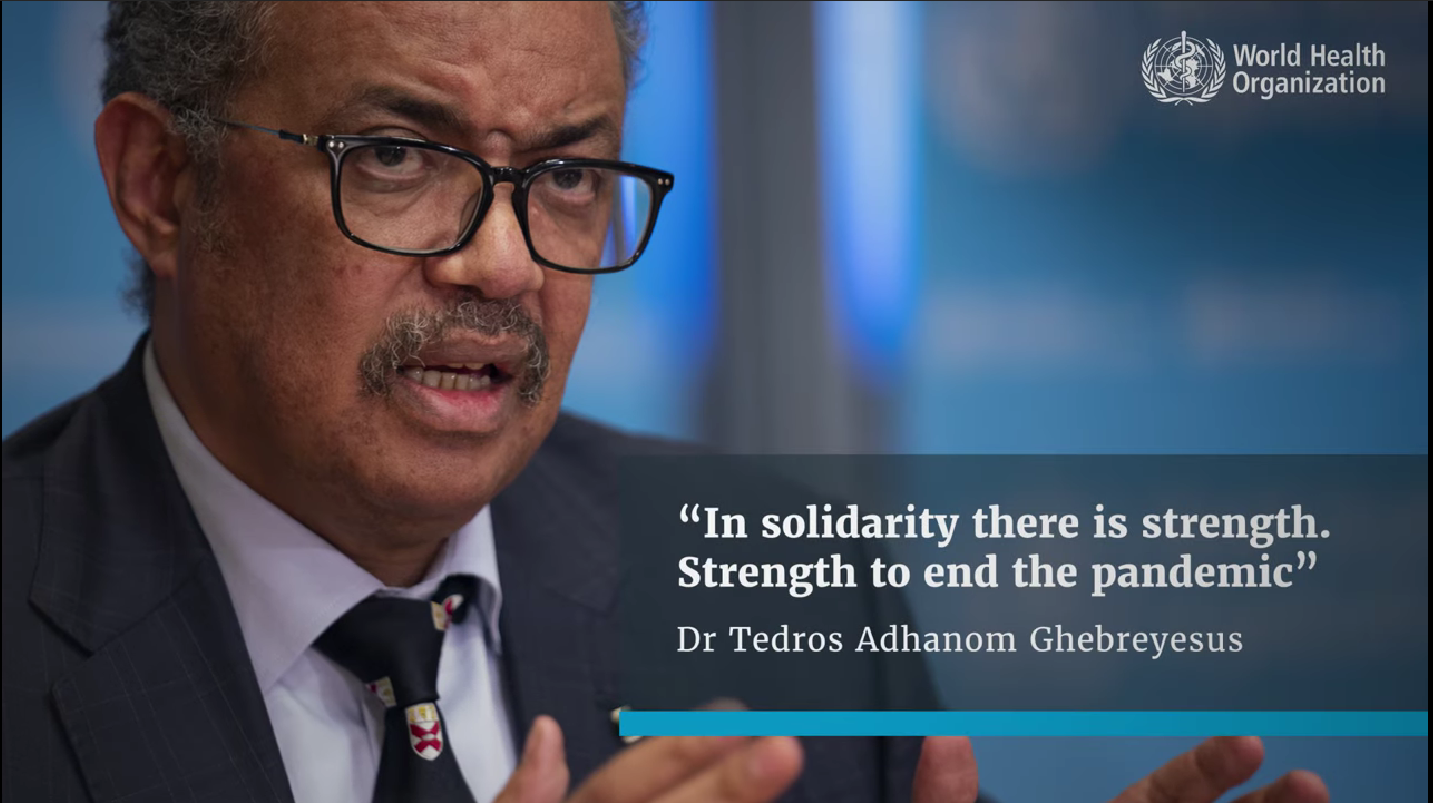 World Health
Organization
“In solidarity there is strength.
Strength to end the pandemic”
Dr Tedros Adhanom Ghebreyesus